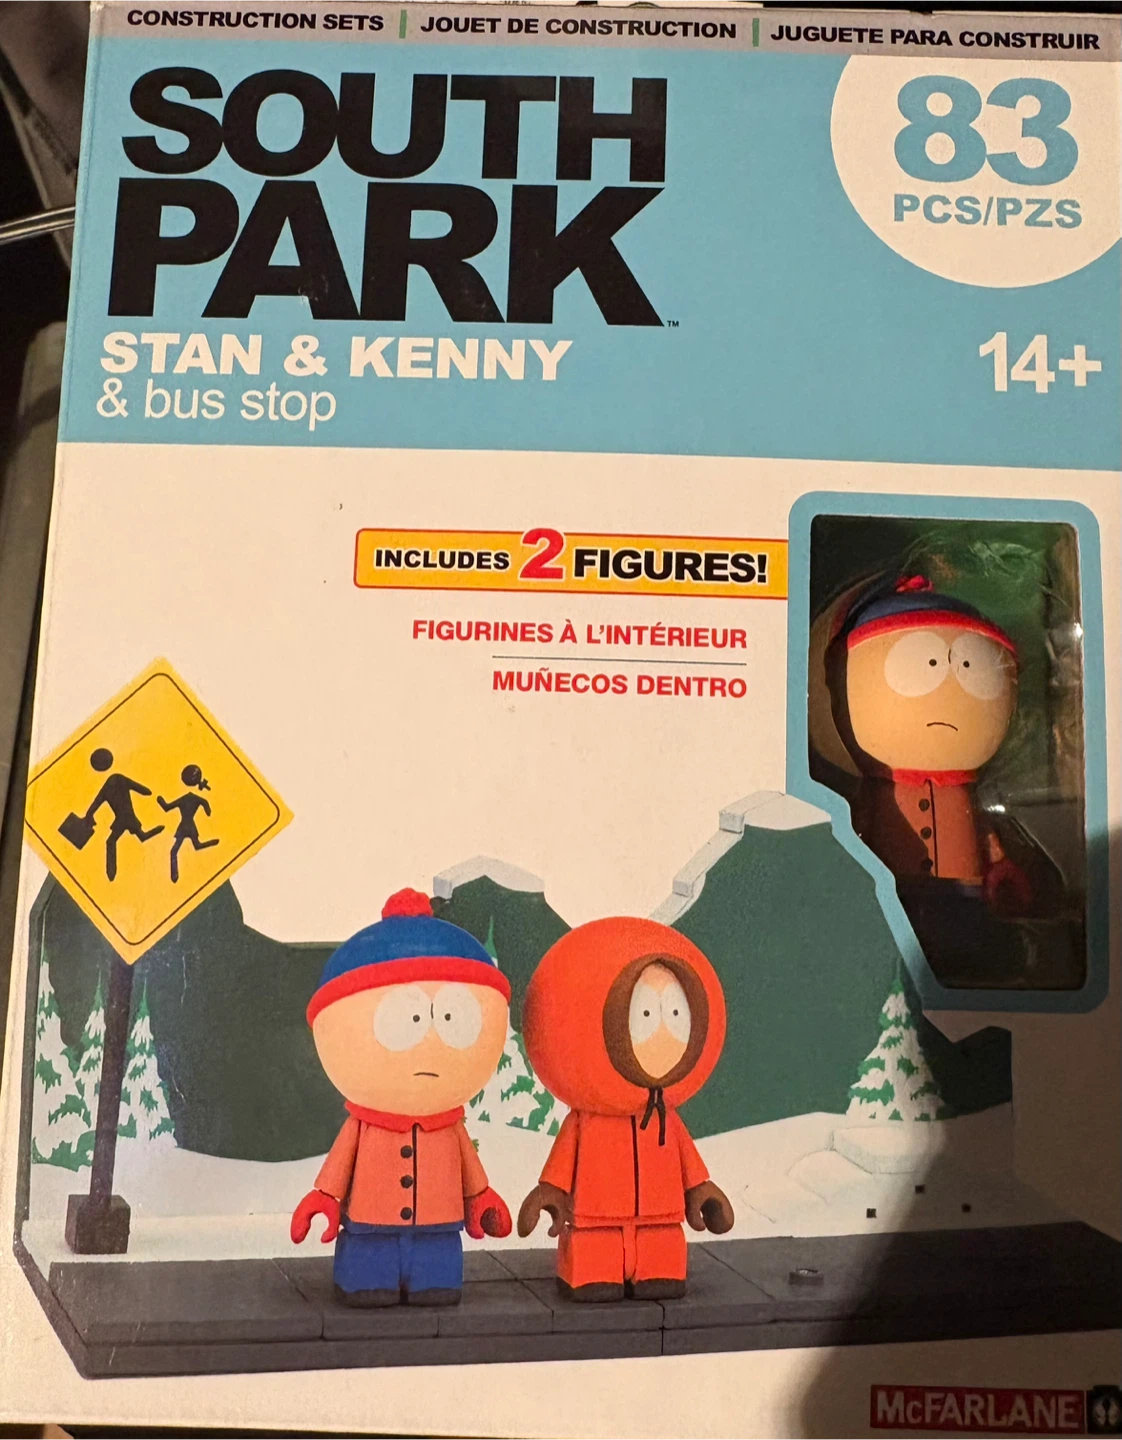 CONSTRUCTION SETS | JOUET DE CONSTRUCTION | JUGUETE PARA CONSTRUIR
SOUTH
PARK™
83
PCS/PZS
STAN & KENNY
& bus stop
14+
INCLUDES 2 FIGURES!
FIGURINES À L'INTÉRIEUR
MUÑECOS DENTRO
McFARLANE